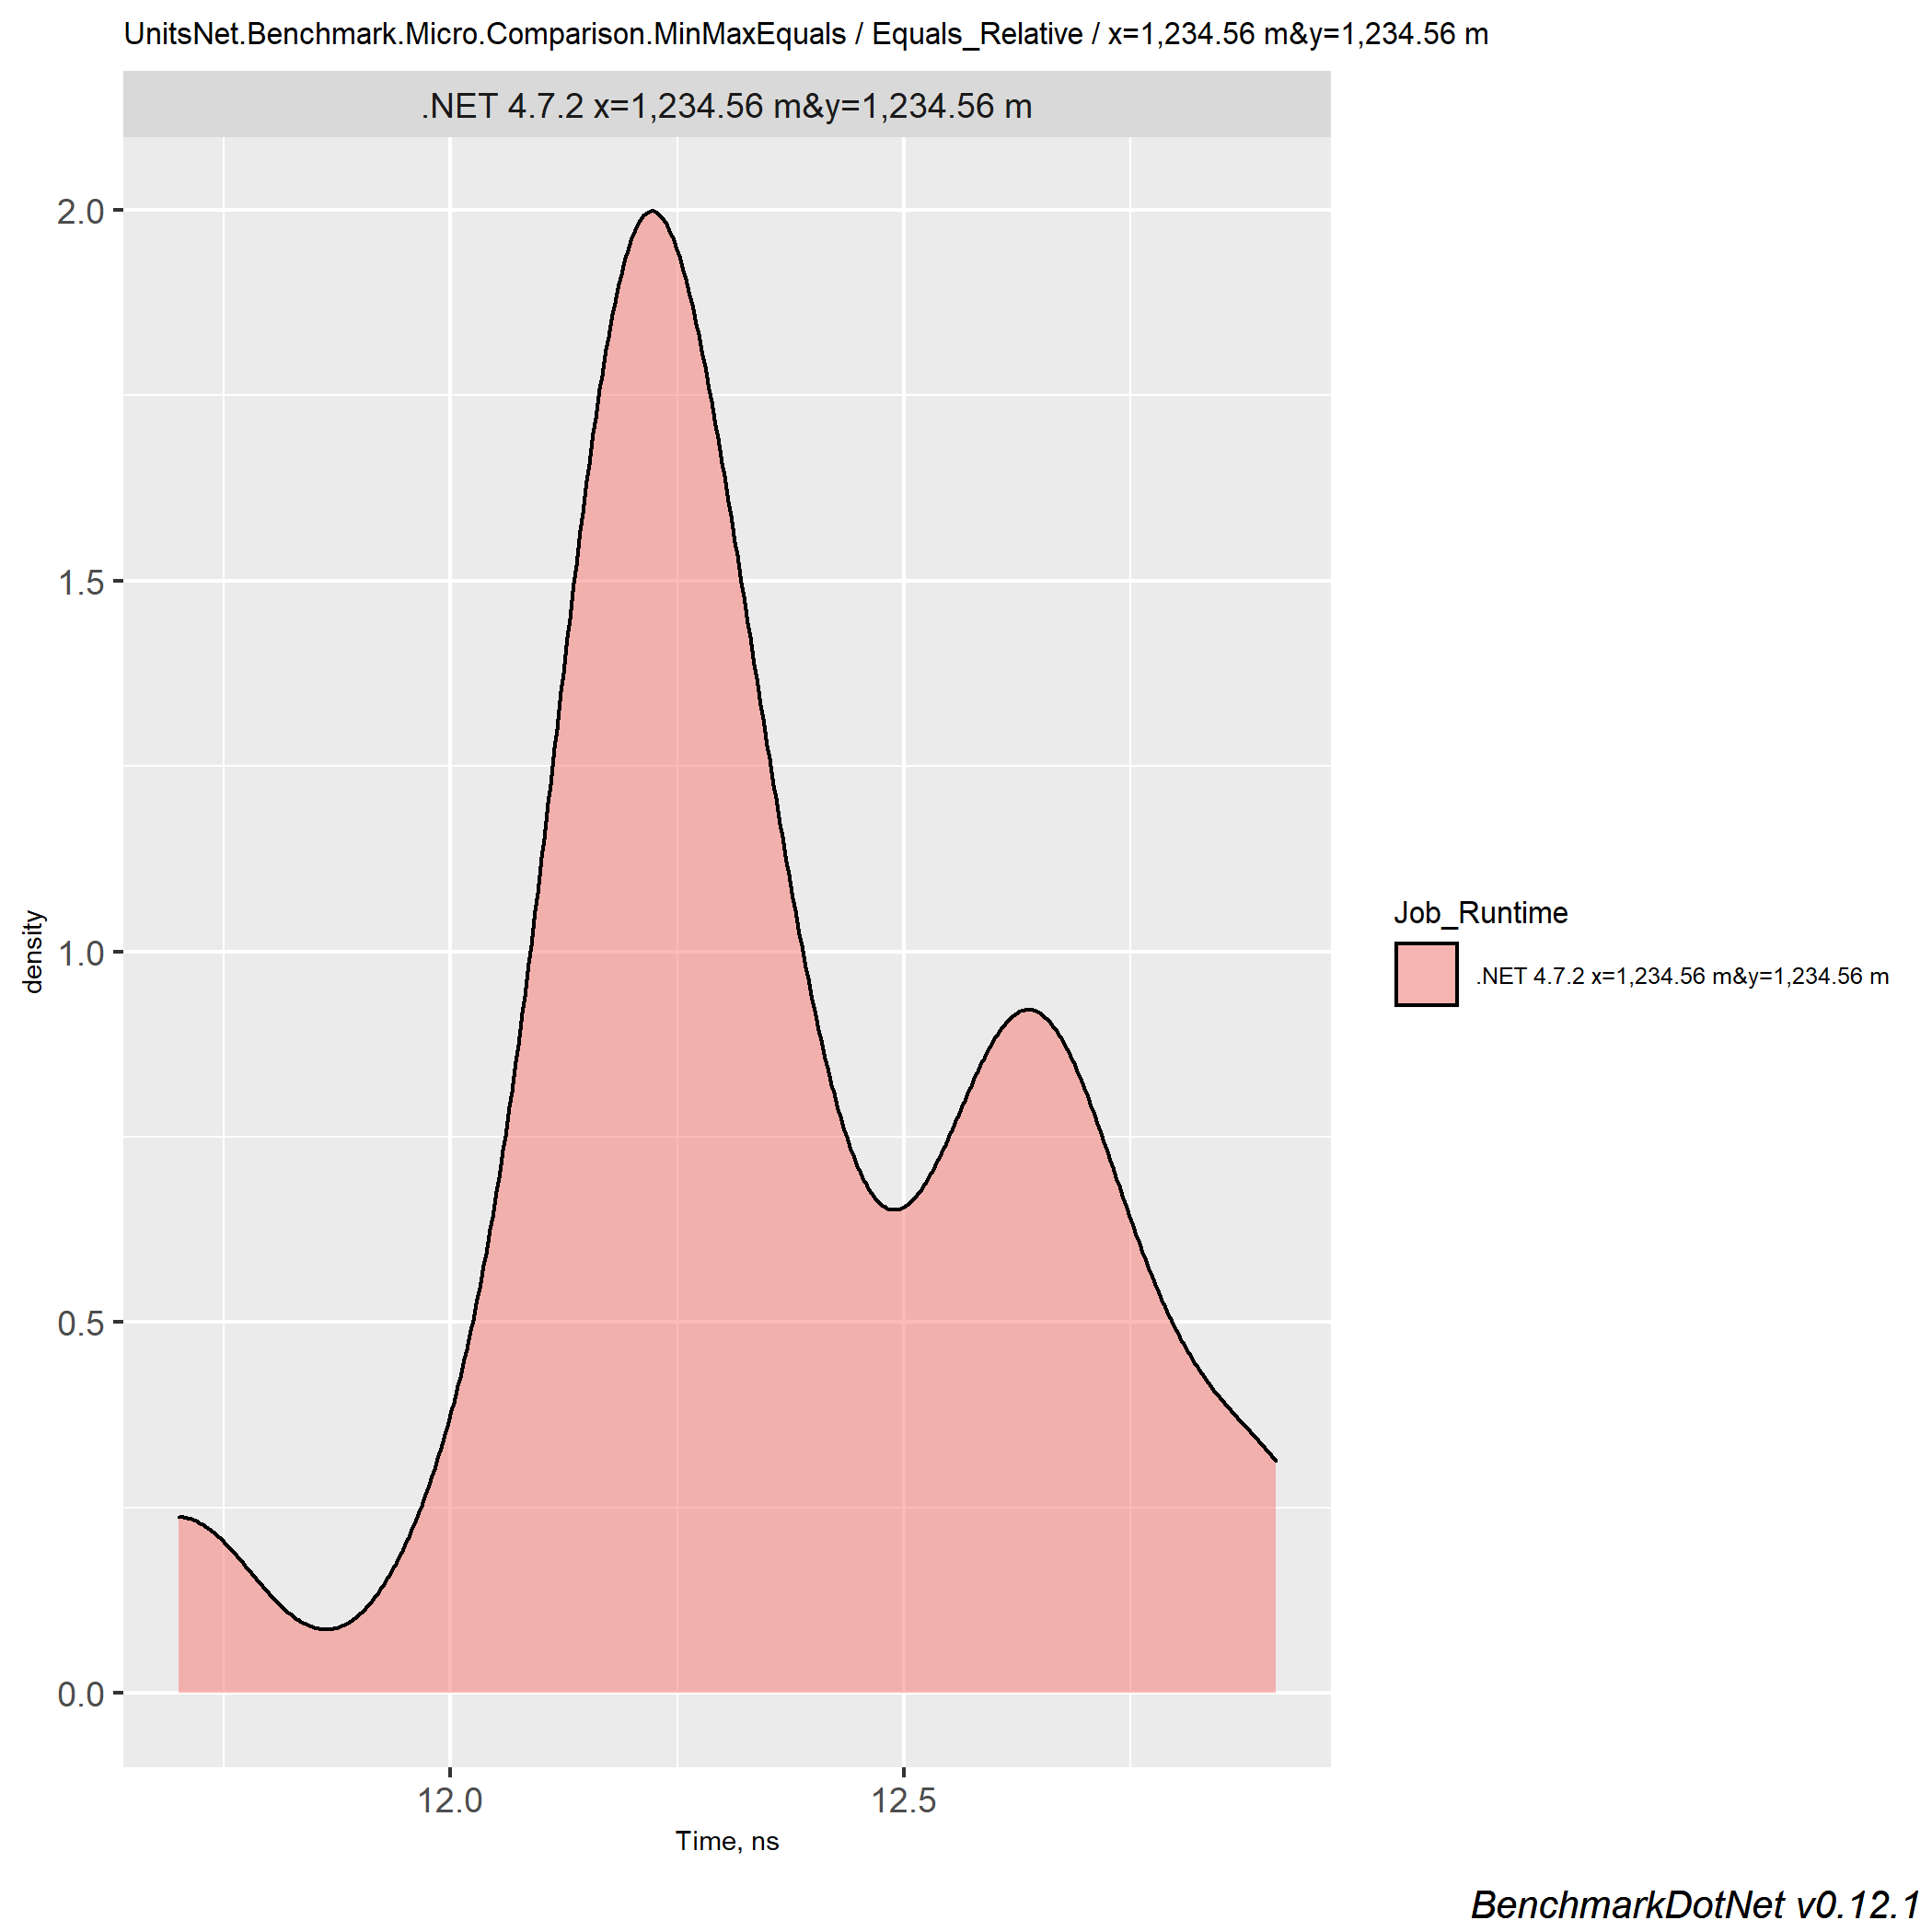 UnitsNet.Benchmark.Micro.Comparison.MinMaxEquals / Equals_Relative / x=1,234.56 m&y=1,234.56 m
.NET 4.7.2 x=1,234.56 m&y=1,234.56 m
2.0
1.5
1.0
0.5
0.0
density
12.0
12.5
Time, ns
Job_Runtime
.NET 4.7.2 x=1,234.56 m&y=1,234.56 m
BenchmarkDotNet v0.12.1